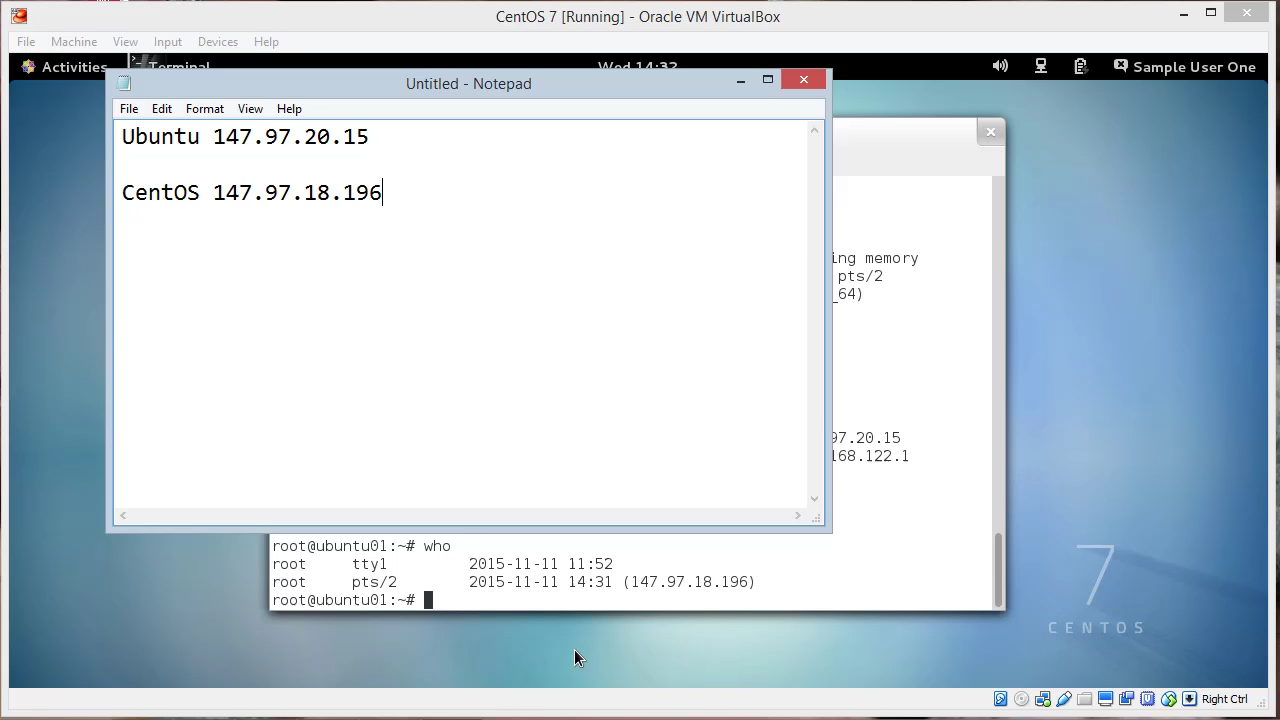 CentOS 7 [Running] - Oracle VM VirtualBox
File Machine View Input Devices Help
Activities Terminal Wed 14:32 Sample User One
Untitled - Notepad
File Edit Format View Help
Ubuntu 147.97.20.15
CentOS 147.97.18.196
ing memory
pts/2
_64)
97.20.15
168.122.1
root@ubuntu01:~# who
root tty1 2015-11-11 11:52
root pts/2 2015-11-11 14:31 (147.97.18.196)
root@ubuntu01:~#
7
CENTOS
Right Ctrl